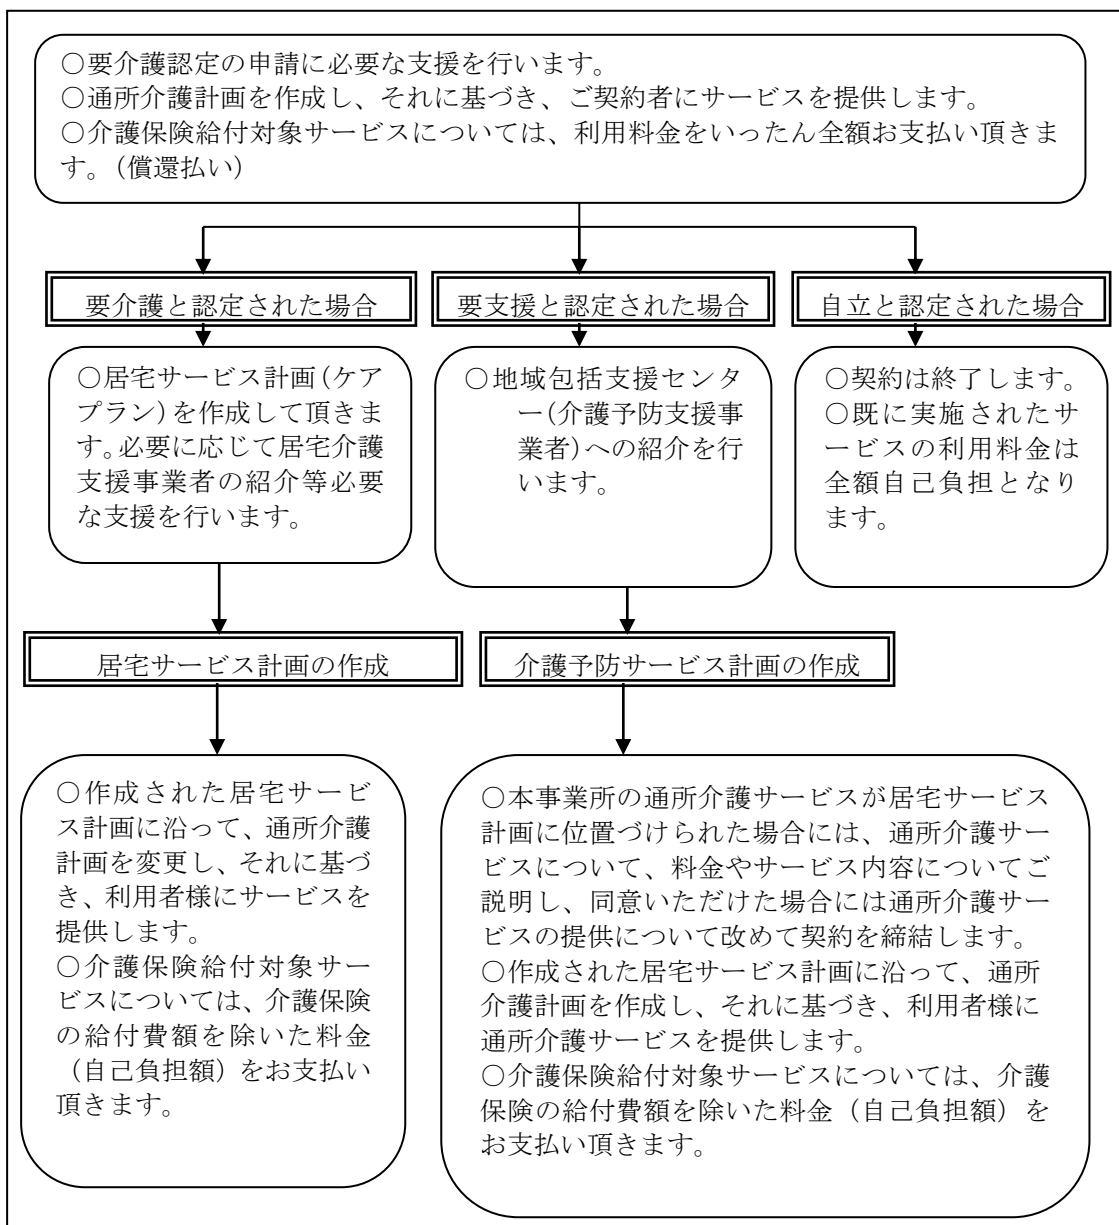 ○要介護認定の申請に必要な支援を行います。
○通所介護計画を作成し、それに基づき、ご契約者にサービスを提供します。
○介護保険給付対象サービスについては、利用料金をいったん全額お支払い頂きま
す。（償還払い）
要介護と認定された場合
要支援と認定された場合
自立と認定された場合
○居宅サービス計画（ケア
プラン）を作成して頂きま
す。必要に応じて居宅介護
支援事業者の紹介等必要
な支援を行います。
○地域包括支援センタ
ー（介護予防支援事
業者）への紹介を行
います。
○契約は終了します。
○既に実施されたサ
ービスの利用料金は
全額自己負担となり
ます。
居宅サービス計画の作成
介護予防サービス計画の作成
○作成された居宅サービ
ス計画に沿って、通所介護
計画を変更し、それに基づ
き、利用者様にサービスを
提供します。
○介護保険給付対象サー
ビスについては、介護保険
の給付費額を除いた料金
（自己負担額）をお支払い
頂きます。
○本事業所の通所介護サービスが居宅サービス
計画に位置づけられた場合には、通所介護サー
ビスについて、料金やサービス内容についてご
説明し、同意いただけた場合には通所介護サー
ビスの提供について改めて契約を締結します。
○作成された居宅サービス計画に沿って、通所
介護計画を作成し、それに基づき、利用者様に
通所介護サービスを提供します。
○介護保険給付対象サービスについては、介護
保険の給付費額を除いた料金（自己負担額）を
お支払い頂きます。